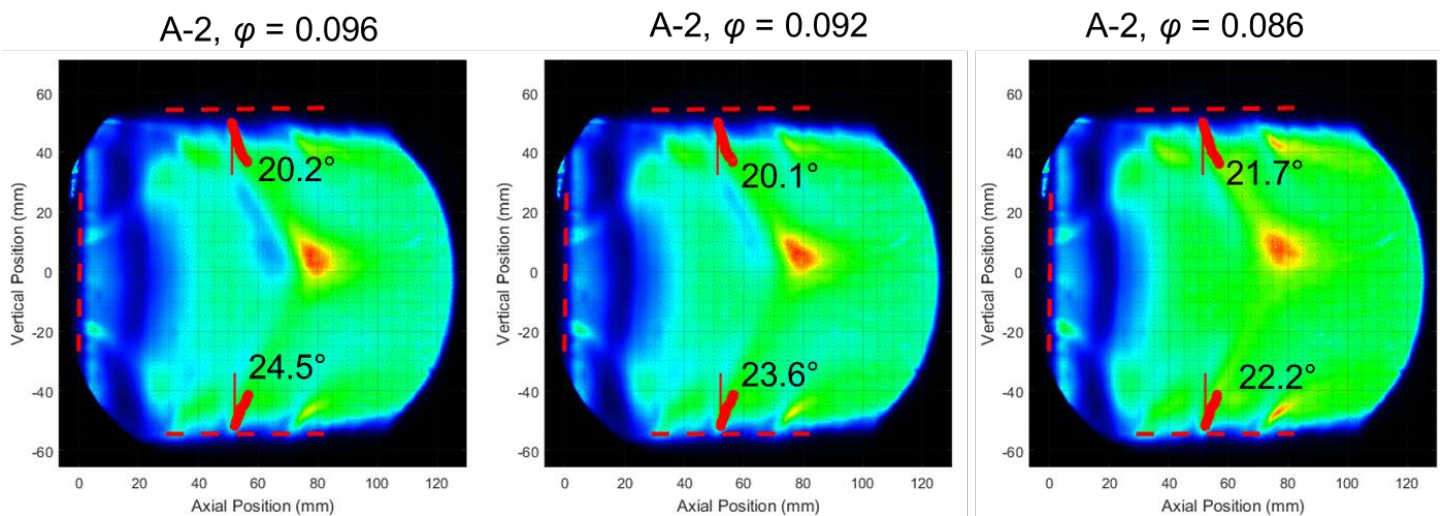 A-2, φ = 0.096
A-2, φ = 0.092
A-2, φ = 0.086
Vertical Position (mm)
60
40
20
0
-20
-40
-60
20.2°
24.5°
0 20 40 60 80 100 120
Axial Position (mm)
Vertical Position (mm)
60
40
20
0
-20
-40
-60
20.1°
23.6°
0 20 40 60 80 100 120
Axial Position (mm)
Vertical Position (mm)
60
40
20
0
-20
-40
-60
21.7°
22.2°
0 20 40 60 80 100 120
Axial Position (mm)